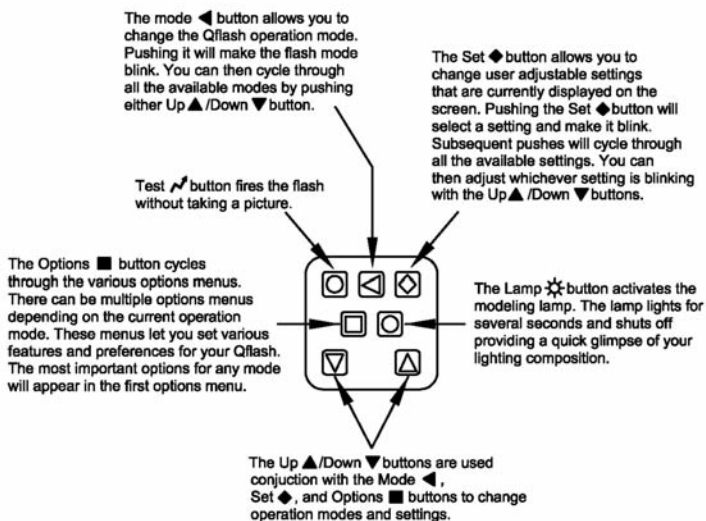 The mode ◀ button allows you to
change the Qflash operation mode.
Pushing it will make the flash mode
blink. You can then cycle through
all the available modes by pushing
either Up ▲ /Down ▼ button.
The Set ◆ button allows you to
change user adjustable settings
that are currently displayed on the
screen. Pushing the Set ◆ button will
select a setting and make it blink.
Subsequent pushes will cycle through
all the available settings. You can
then adjust whichever setting is blinking
with the Up ▲ /Down ▼ buttons.
Test button fires the flash
without taking a picture.
The Options ■ button cycles
through the various options menus.
There can be multiple options menus
depending on the current operation
mode. These menus let you set various
features and preferences for your Qflash.
The most important options for any mode
will appear in the first options menu.
The Lamp button activates the
modeling lamp. The lamp lights for
several seconds and shuts off
providing a quick glimpse of your
lighting composition.
The Up ▲/Down ▼ buttons are used
conjuction with the Mode ◀ ,
Set ◆ , and Options ■ buttons to change
operation modes and settings.